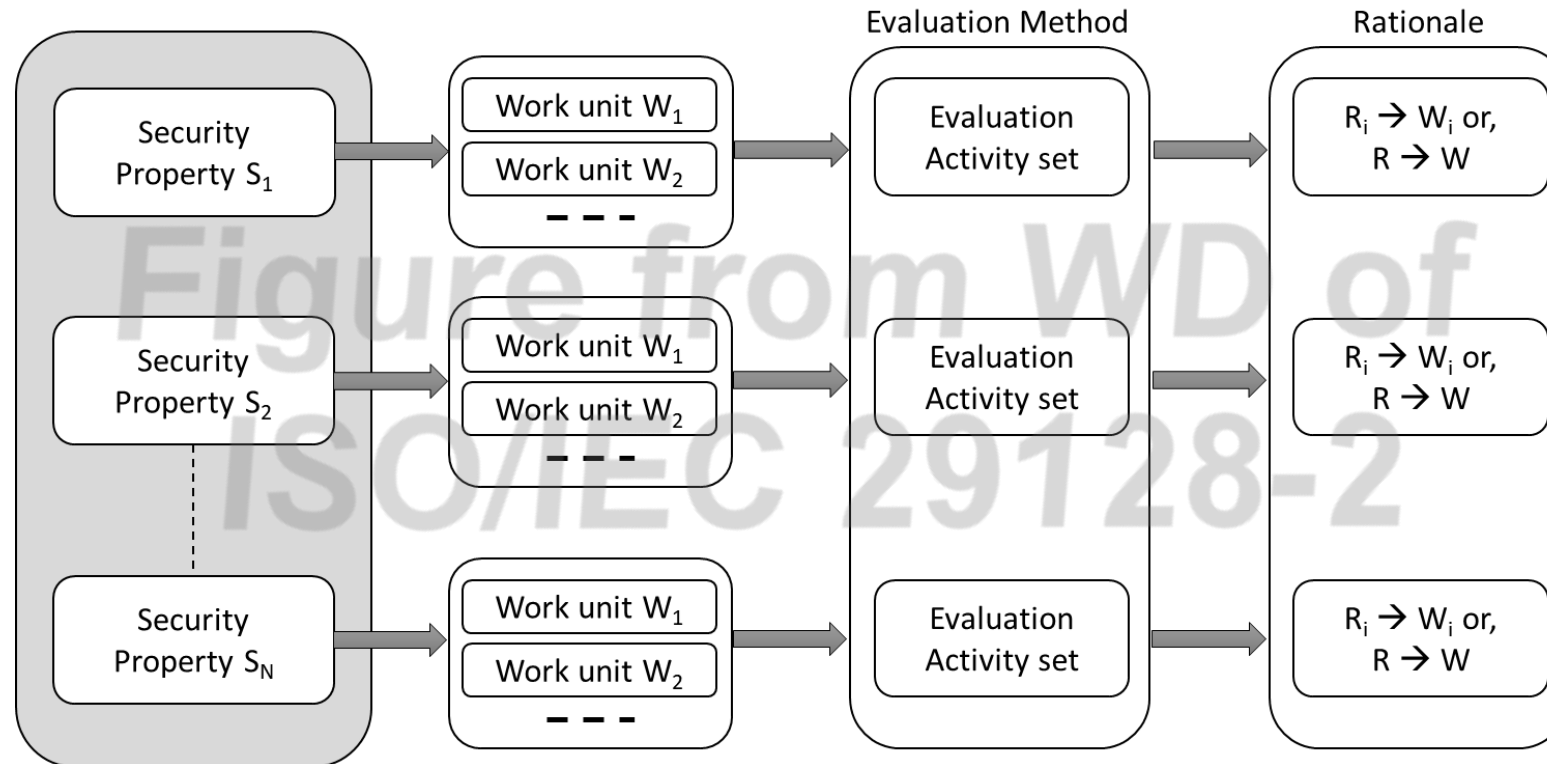 Evaluation Method
Rationale
Security
Property S₁
Work unit W₁
Work unit W₂
– – –
Evaluation
Activity set
Rᵢ → Wᵢ or,
R → W
Figure from WD of
Security
Property S₂
Work unit W₁
Work unit W₂
– – –
Evaluation
Activity set
Rᵢ → Wᵢ or,
R → W
ISO/IEC 29128-2
Security
Property S_N
Work unit W₁
Work unit W₂
– – –
Evaluation
Activity set
Rᵢ → Wᵢ or,
R → W